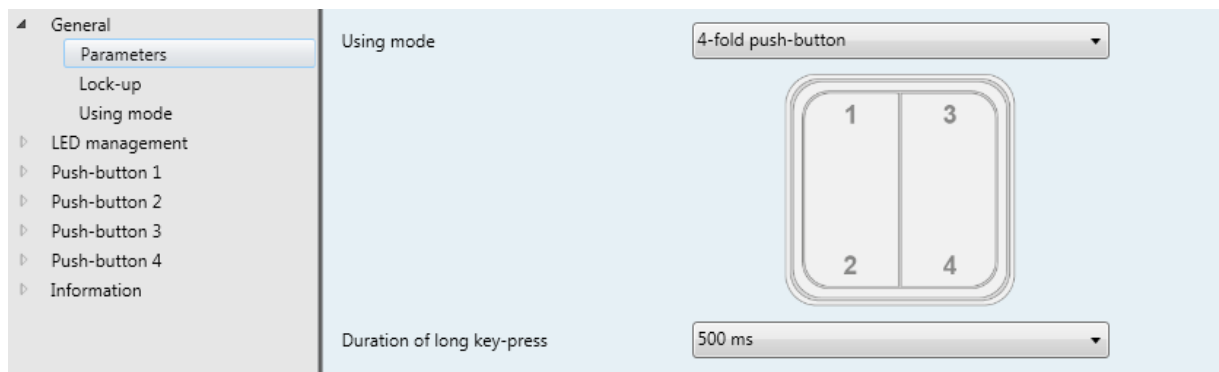 General
Parameters
Lock-up
Using mode
LED management
Push-button 1
Push-button 2
Push-button 3
Push-button 4
Information
Using mode
4-fold push-button
1 3
2 4
Duration of long key-press
500 ms